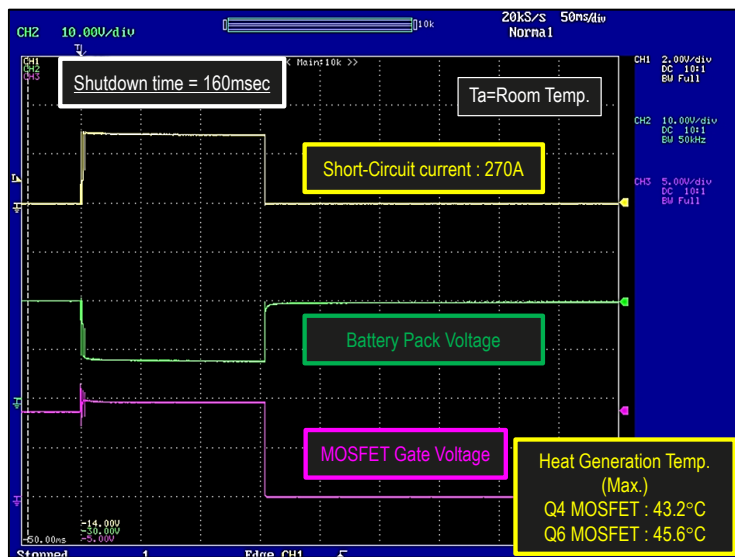 20kS/s 50ms/div
CH2 10.00V/div 10k Normal
CH1
CH2
CH3
<< Main:10k >>
CH1 2.00V/div
DC 10:1
BW Full
CH2 10.00V/div
DC 10:1
BW 50kHz
CH3 5.00V/div
DC 10:1
BW Full
Shutdown time = 160msec
Ta=Room Temp.
Short-Circuit current : 270A
Battery Pack Voltage
MOSFET Gate Voltage
Heat Generation Temp.
(Max.)
Q4 MOSFET : 43.2°C
Q6 MOSFET : 45.6°C
-14.00V
-30.00V
-5.00V
-50.00ms
Stopped 1 Edge CH1